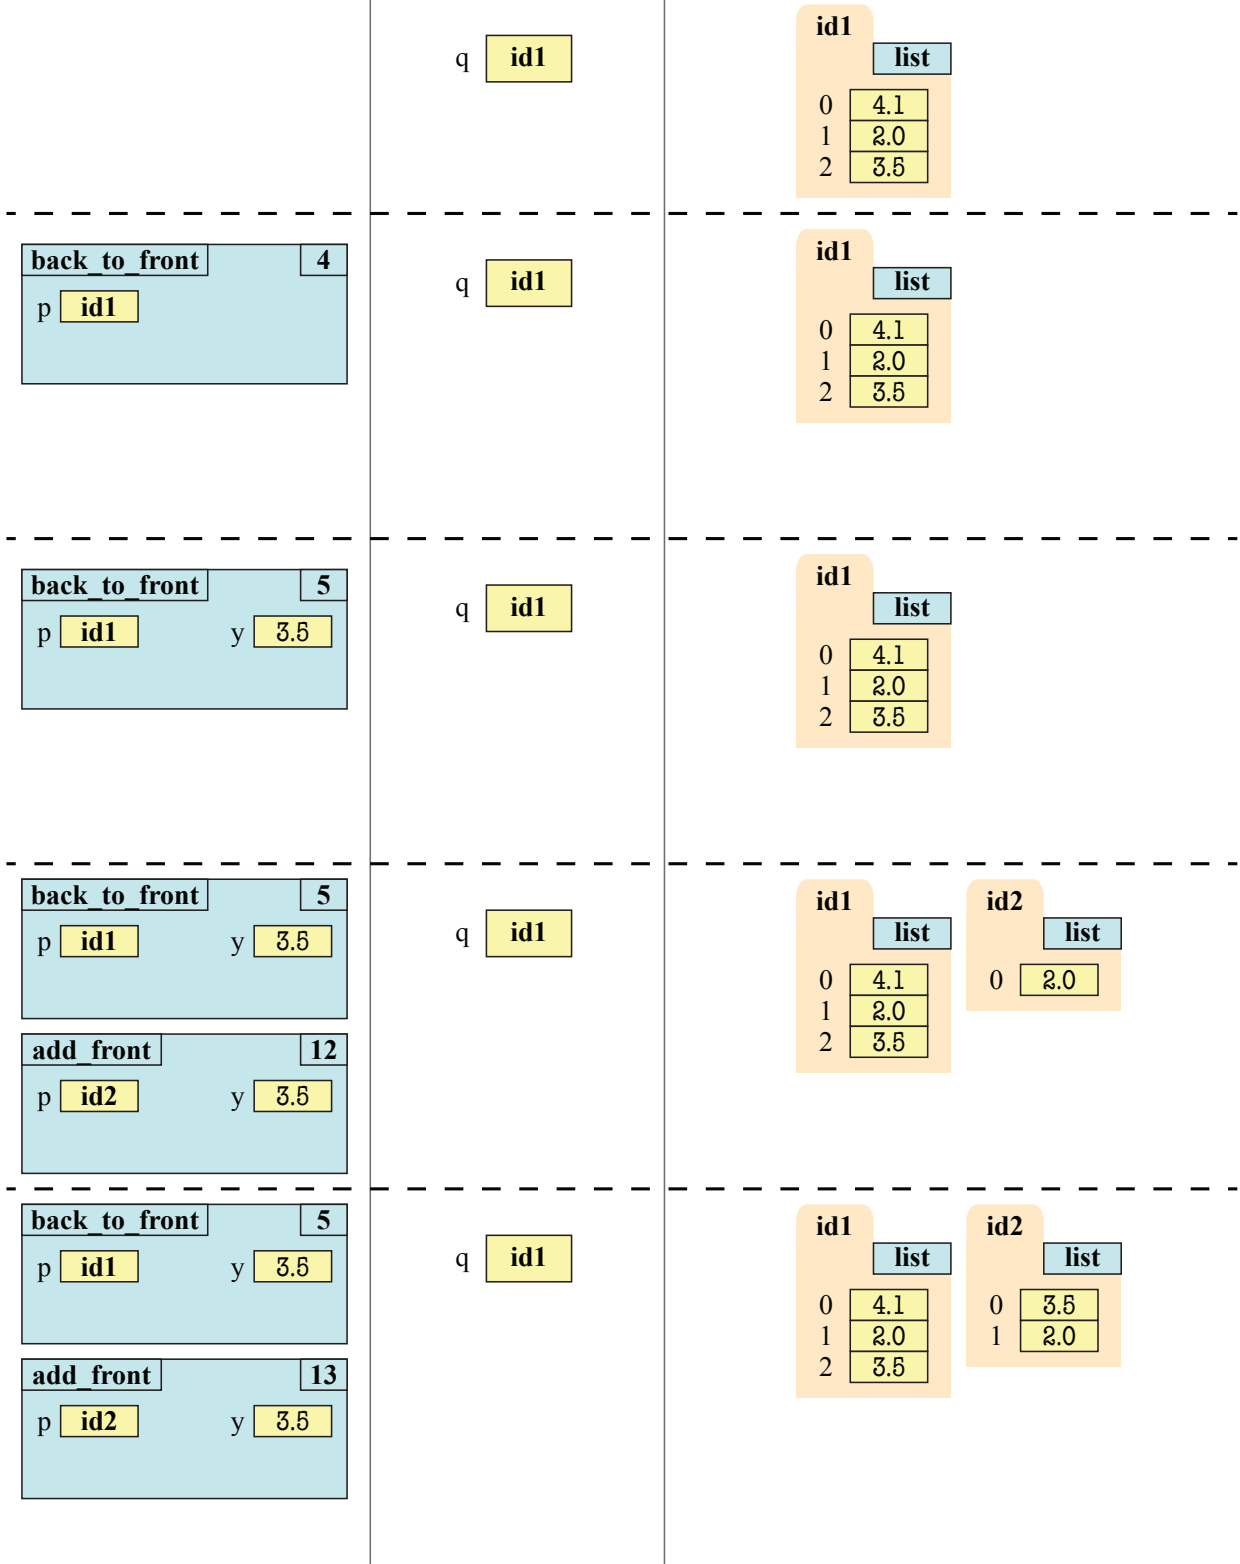 q id1
id1
list
0 4.1
1 2.0
2 3.5
back_to_front 4
p id1
q id1
id1
list
0 4.1
1 2.0
2 3.5
back_to_front 5
p id1 y 3.5
q id1
id1
list
0 4.1
1 2.0
2 3.5
back_to_front 5
p id1 y 3.5
add_front 12
p id2 y 3.5
q id1
id1
list
0 4.1
1 2.0
2 3.5
id2
list
0 2.0
back_to_front 5
p id1 y 3.5
add_front 13
p id2 y 3.5
q id1
id1
list
0 4.1
1 2.0
2 3.5
id2
list
0 3.5
1 2.0